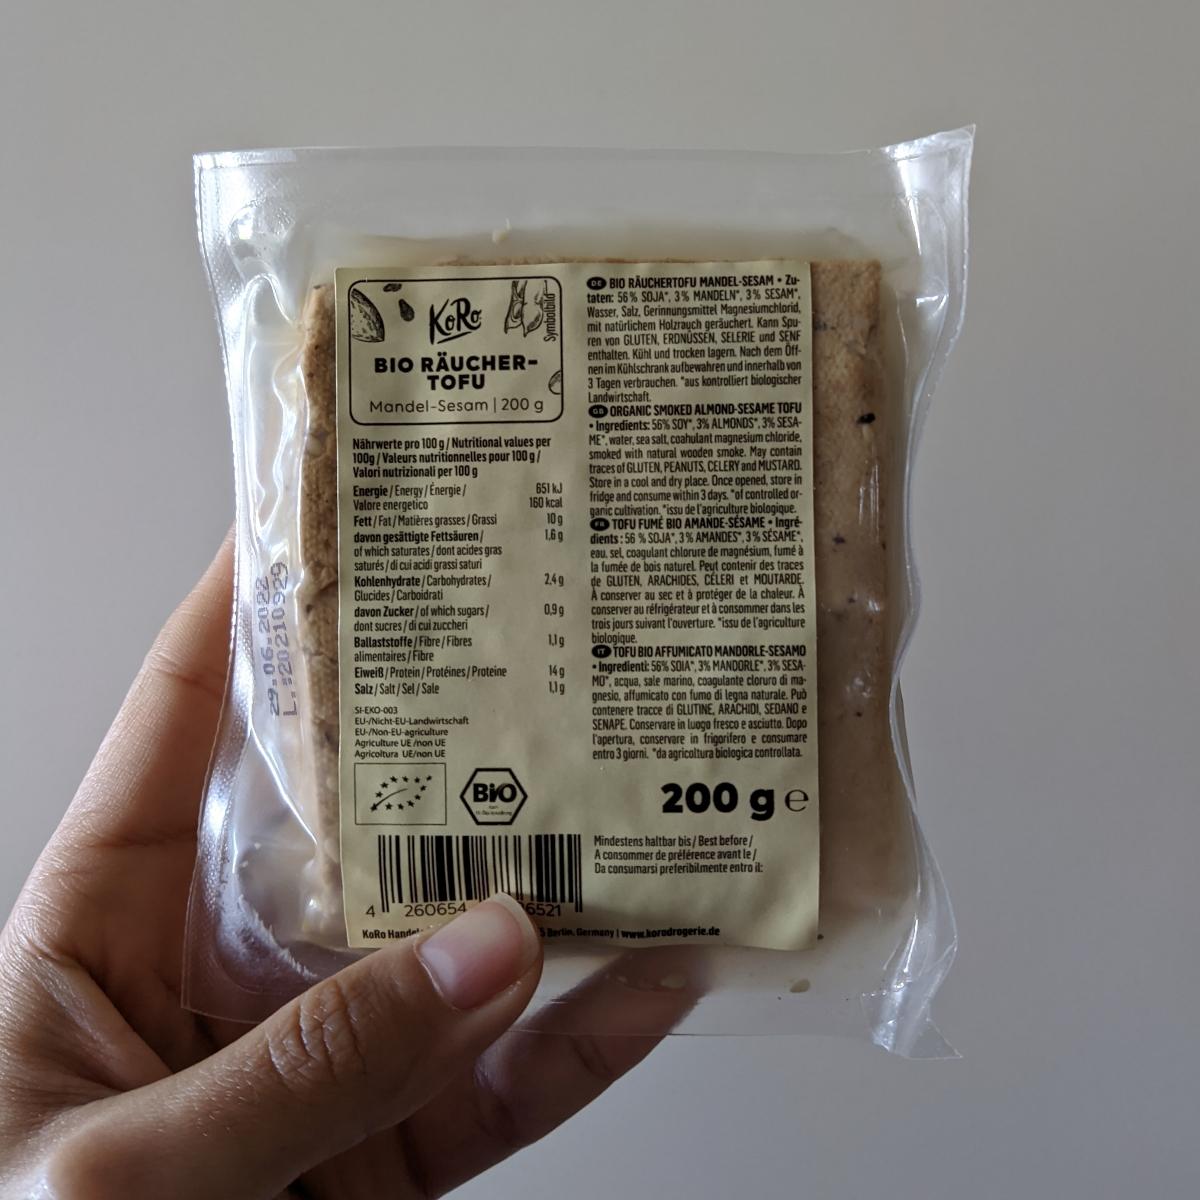 KoRo
Symbolbild
BIO RÄUCHER-
TOFU
Mandel-Sesam | 200 g
Nährwerte pro 100 g / Nutritional values per
100g / Valeurs nutritionnelles pour 100 g /
Valori nutrizionali per 100 g
Energie / Energy / Énergie / 651 kJ
Valore energetico 160 kcal
Fett / Fat / Matières grasses / Grassi 10 g
davon gesättigte Fettsäuren / 1,6 g
of which saturates / dont acides gras
saturés / di cui acidi grassi saturi
Kohlenhydrate / Carbohydrates / 2,4 g
Glucides / Carboidrati
davon Zucker / of which sugars / 0,9 g
dont sucres / di cui zuccheri
Ballaststoffe / Fibre / Fibres 1,1 g
alimentaires / Fibre
Eiweiß / Protein / Protéines / Proteine 14 g
Salz / Salt / Sel / Sale 1,1 g
SI-EKO-003
EU-/Nicht-EU-Landwirtschaft
EU-/Non-EU-agriculture
Agriculture UE /non UE
Agricoltura UE/non UE
BIO
4 260654 6521
KoRo Handel 5 Berlin, Germany | www.korodrogerie.de
DE BIO RÄUCHERTOFU MANDEL-SESAM • Zu-
taten: 56 % SOJA*, 3 % MANDELN*, 3 % SESAM*,
Wasser, Salz, Gerinnungsmittel Magnesiumchlorid,
mit natürlichem Holzrauch geräuchert. Kann Spu-
ren von GLUTEN, ERDNÜSSEN, SELERIE und SENF
enthalten. Kühl und trocken lagern. Nach dem Öff-
nen im Kühlschrank aufbewahren und innerhalb von
3 Tagen verbrauchen. *aus kontrolliert biologischer
Landwirtschaft.
GB ORGANIC SMOKED ALMOND-SESAME TOFU
• Ingredients: 56% SOY*, 3% ALMONDS*, 3% SESA-
ME*, water, sea salt, coahulant magnesium chloride,
smoked with natural wooden smoke. May contain
traces of GLUTEN, PEANUTS, CELERY and MUSTARD.
Store in a cool and dry place. Once opened, store in
fridge and consume within 3 days. *of controlled or-
ganic cultivation. *issu de l'agriculture biologique.
FR TOFU FUMÉ BIO AMANDE-SÉSAME • Ingré-
dients : 56 % SOJA*, 3 % AMANDES*, 3 % SÉSAME*,
eau, sel, coagulant chlorure de magnésium, fumé à
la fumée de bois naturel. Peut contenir des traces
de GLUTEN, ARACHIDES, CÉLERI et MOUTARDE.
À conserver au sec et à protéger de la chaleur. À
conserver au réfrigérateur et à consommer dans les
trois jours suivant l'ouverture. *issu de l'agriculture
biologique.
IT TOFU BIO AFFUMICATO MANDORLE-SESAMO
• Ingredienti: 56% SOIA*, 3% MANDORLE*, 3% SESA-
MO*, acqua, sale marino, coagulante cloruro di ma-
gnesio, affumicato con fumo di legna naturale. Può
contenere tracce di GLUTINE, ARACHIDI, SEDANO e
SENAPE. Conservare in luogo fresco e asciutto. Dopo
l'apertura, conservare in frigorifero e consumare
entro 3 giorni. *da agricoltura biologica controllata.
200 g e
Mindestens haltbar bis / Best before /
A consommer de préférence avant le /
Da consumarsi preferibilmente entro il:
29.06.2022
L.:20210929